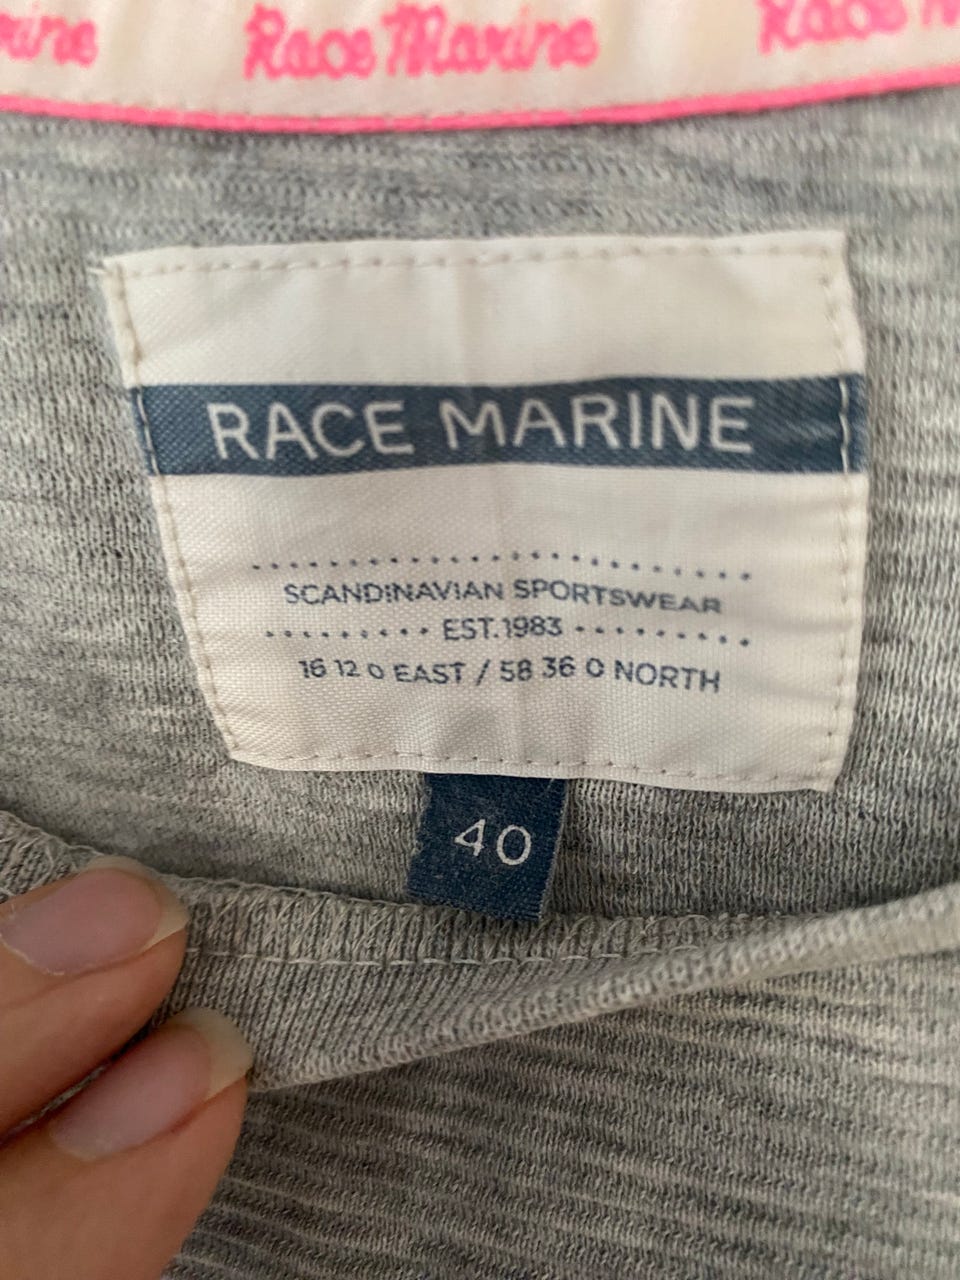 Race Marine
RACE MARINE
SCANDINAVIAN SPORTSWEAR
EST. 1983
16 12 0 EAST / 58 36 0 NORTH
40